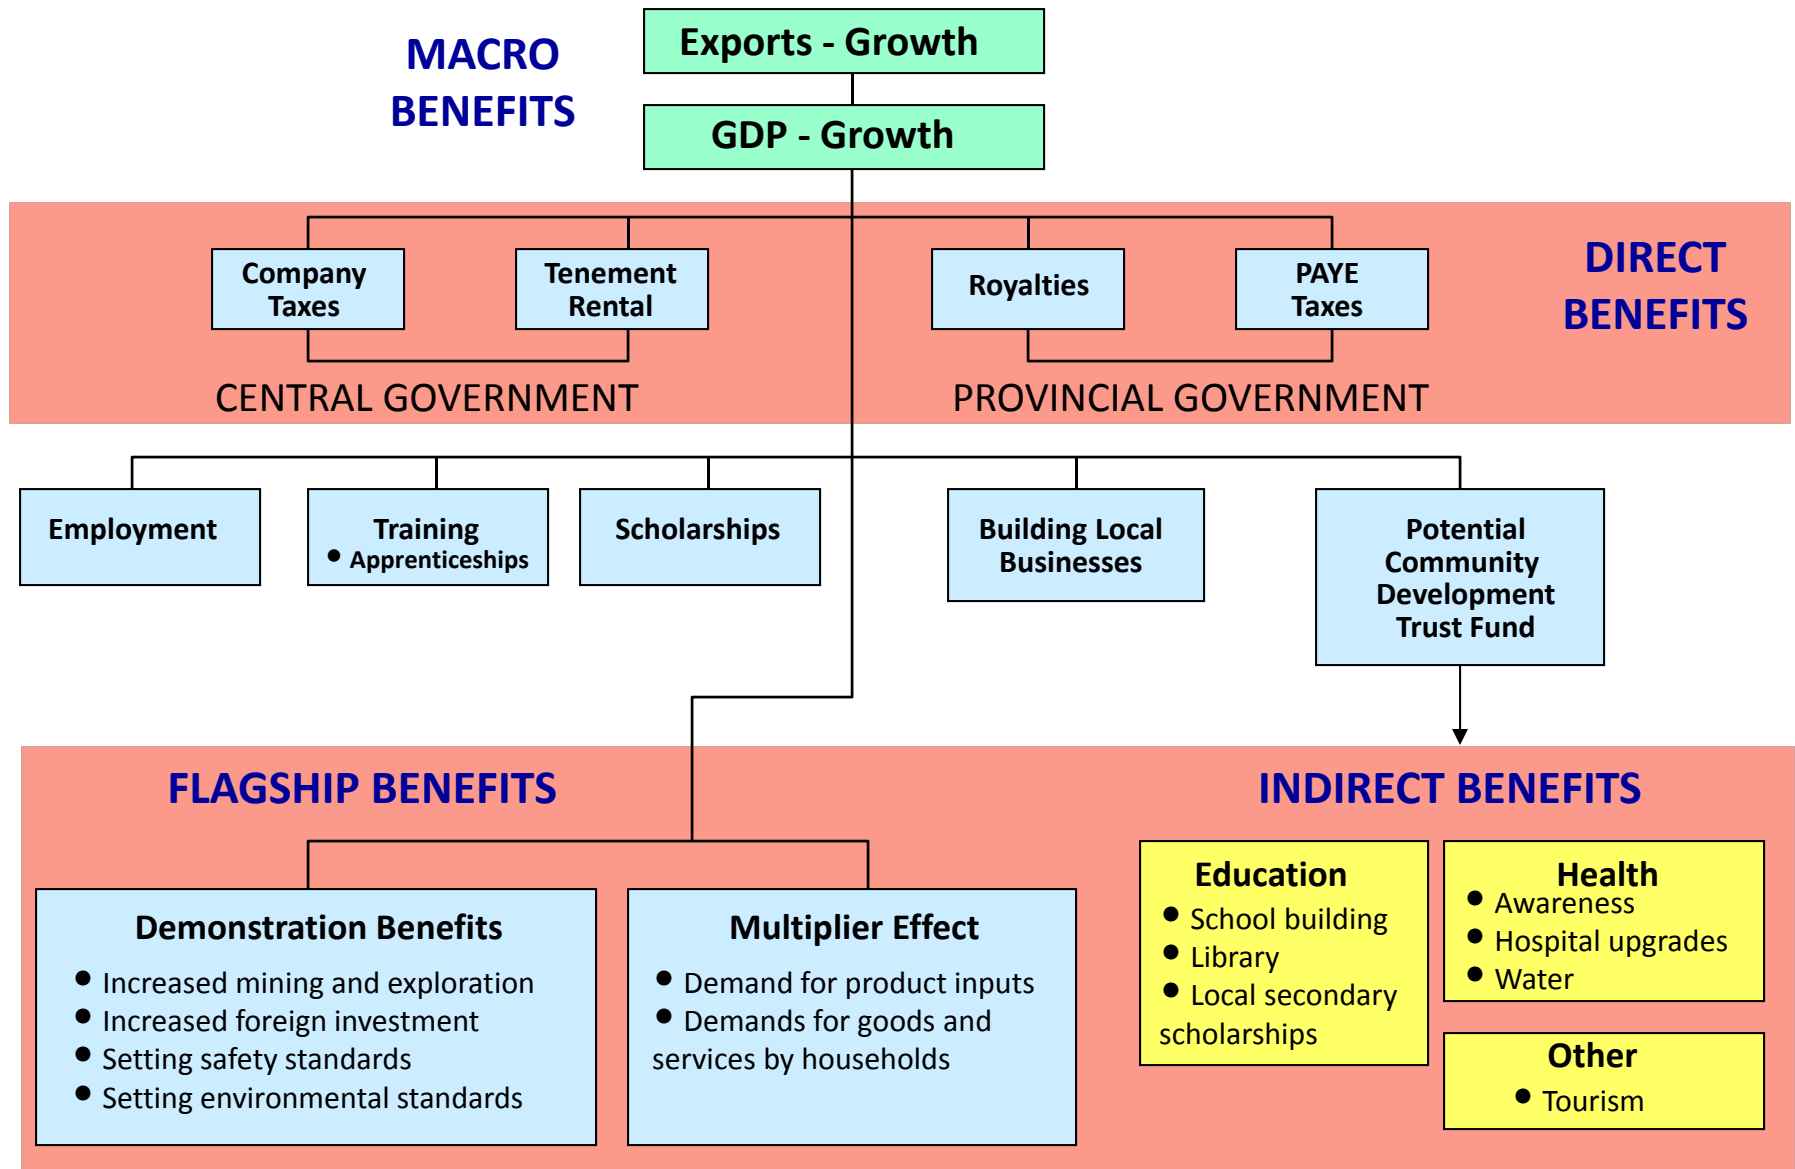 MACRO
BENEFITS
Exports - Growth
GDP - Growth
Company
Taxes
Tenement
Rental
Royalties
PAYE
Taxes
DIRECT
BENEFITS
CENTRAL GOVERNMENT
PROVINCIAL GOVERNMENT
Employment
Training
• Apprenticeships
Scholarships
Building Local
Businesses
Potential
Community
Development
Trust Fund
FLAGSHIP BENEFITS
INDIRECT BENEFITS
Demonstration Benefits
• Increased mining and exploration
• Increased foreign investment
• Setting safety standards
• Setting environmental standards
Multiplier Effect
• Demand for product inputs
• Demands for goods and
services by households
Education
• School building
• Library
• Local secondary
scholarships
Health
• Awareness
• Hospital upgrades
• Water
Other
• Tourism